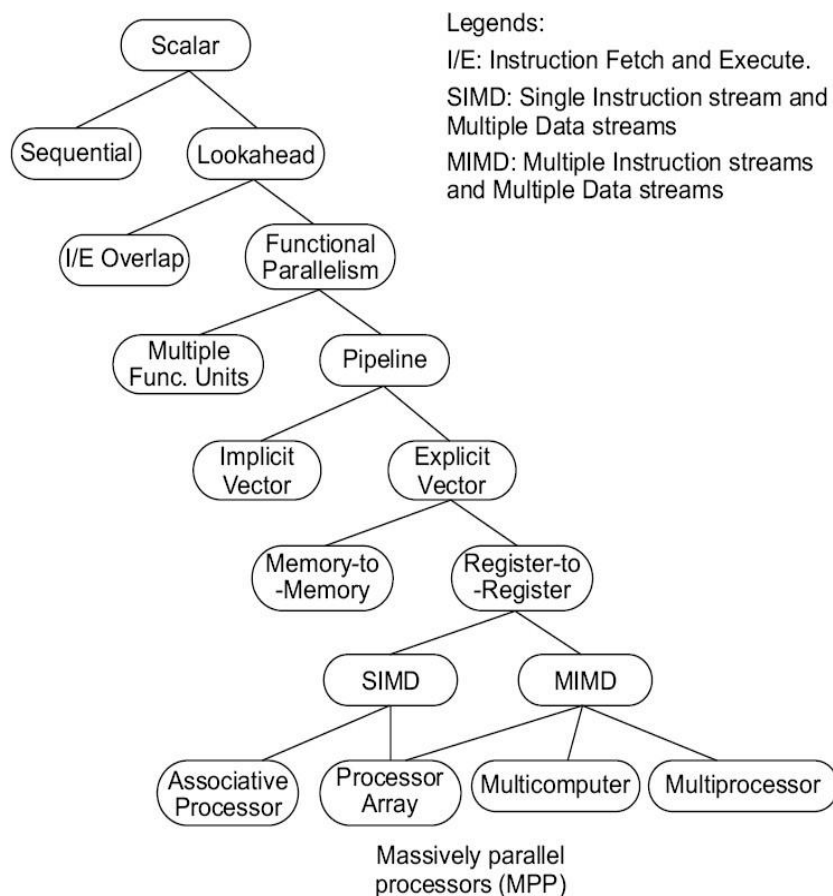 Scalar
Legends:
I/E: Instruction Fetch and Execute.
SIMD: Single Instruction stream and
Multiple Data streams
MIMD: Multiple Instruction streams
and Multiple Data streams
Sequential
Lookahead
I/E Overlap
Functional
Parallelism
Multiple
Func. Units
Pipeline
Implicit
Vector
Explicit
Vector
Memory-to
-Memory
Register-to
-Register
SIMD
MIMD
Associative
Processor
Processor
Array
Multicomputer
Multiprocessor
Massively parallel
processors (MPP)